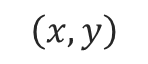 (x, y)